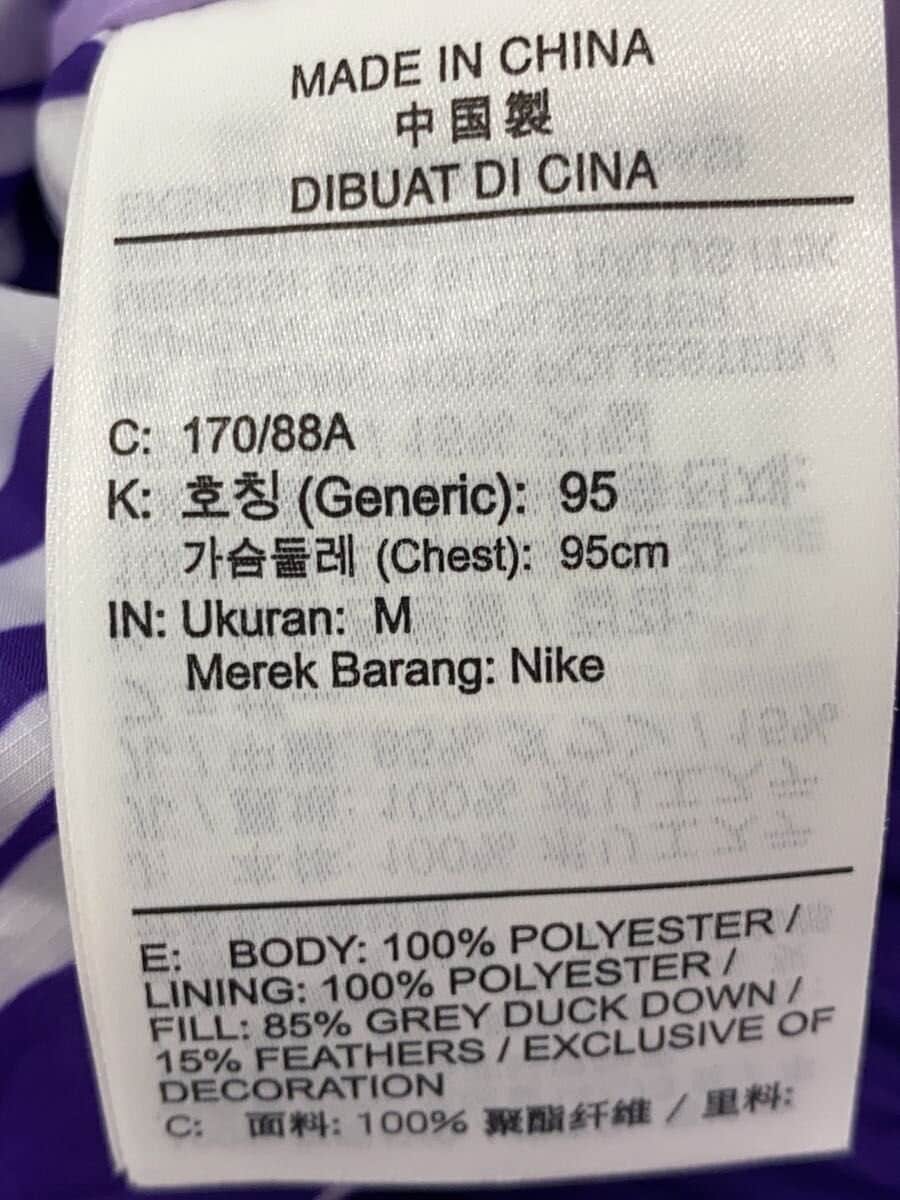 MADE IN CHINA
中国製
DIBUAT DI CINA
C: 170/88A
K: 호칭 (Generic): 95
가슴둘레 (Chest): 95cm
IN: Ukuran: M
Merek Barang: Nike
E: BODY: 100% POLYESTER /
LINING: 100% POLYESTER /
FILL: 85% GREY DUCK DOWN /
15% FEATHERS / EXCLUSIVE OF
DECORATION
C: 面料: 100% 聚酯纤维 / 里料: